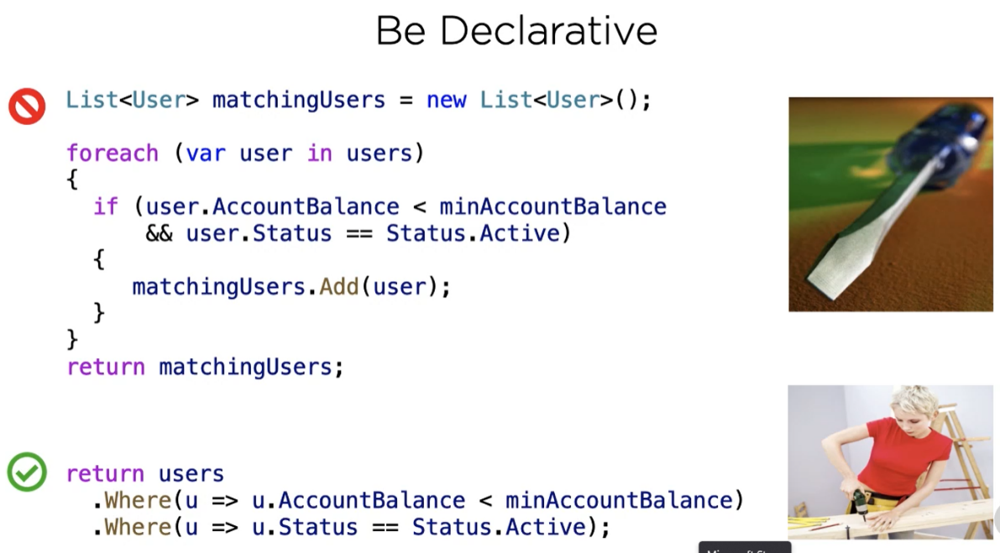 Be Declarative
List<User> matchingUsers = new List<User>();
foreach (var user in users)
{
if (user.AccountBalance < minAccountBalance
&& user.Status == Status.Active)
{
matchingUsers.Add(user);
}
}
return matchingUsers;
return users
.Where(u => u.AccountBalance < minAccountBalance)
.Where(u => u.Status == Status.Active);